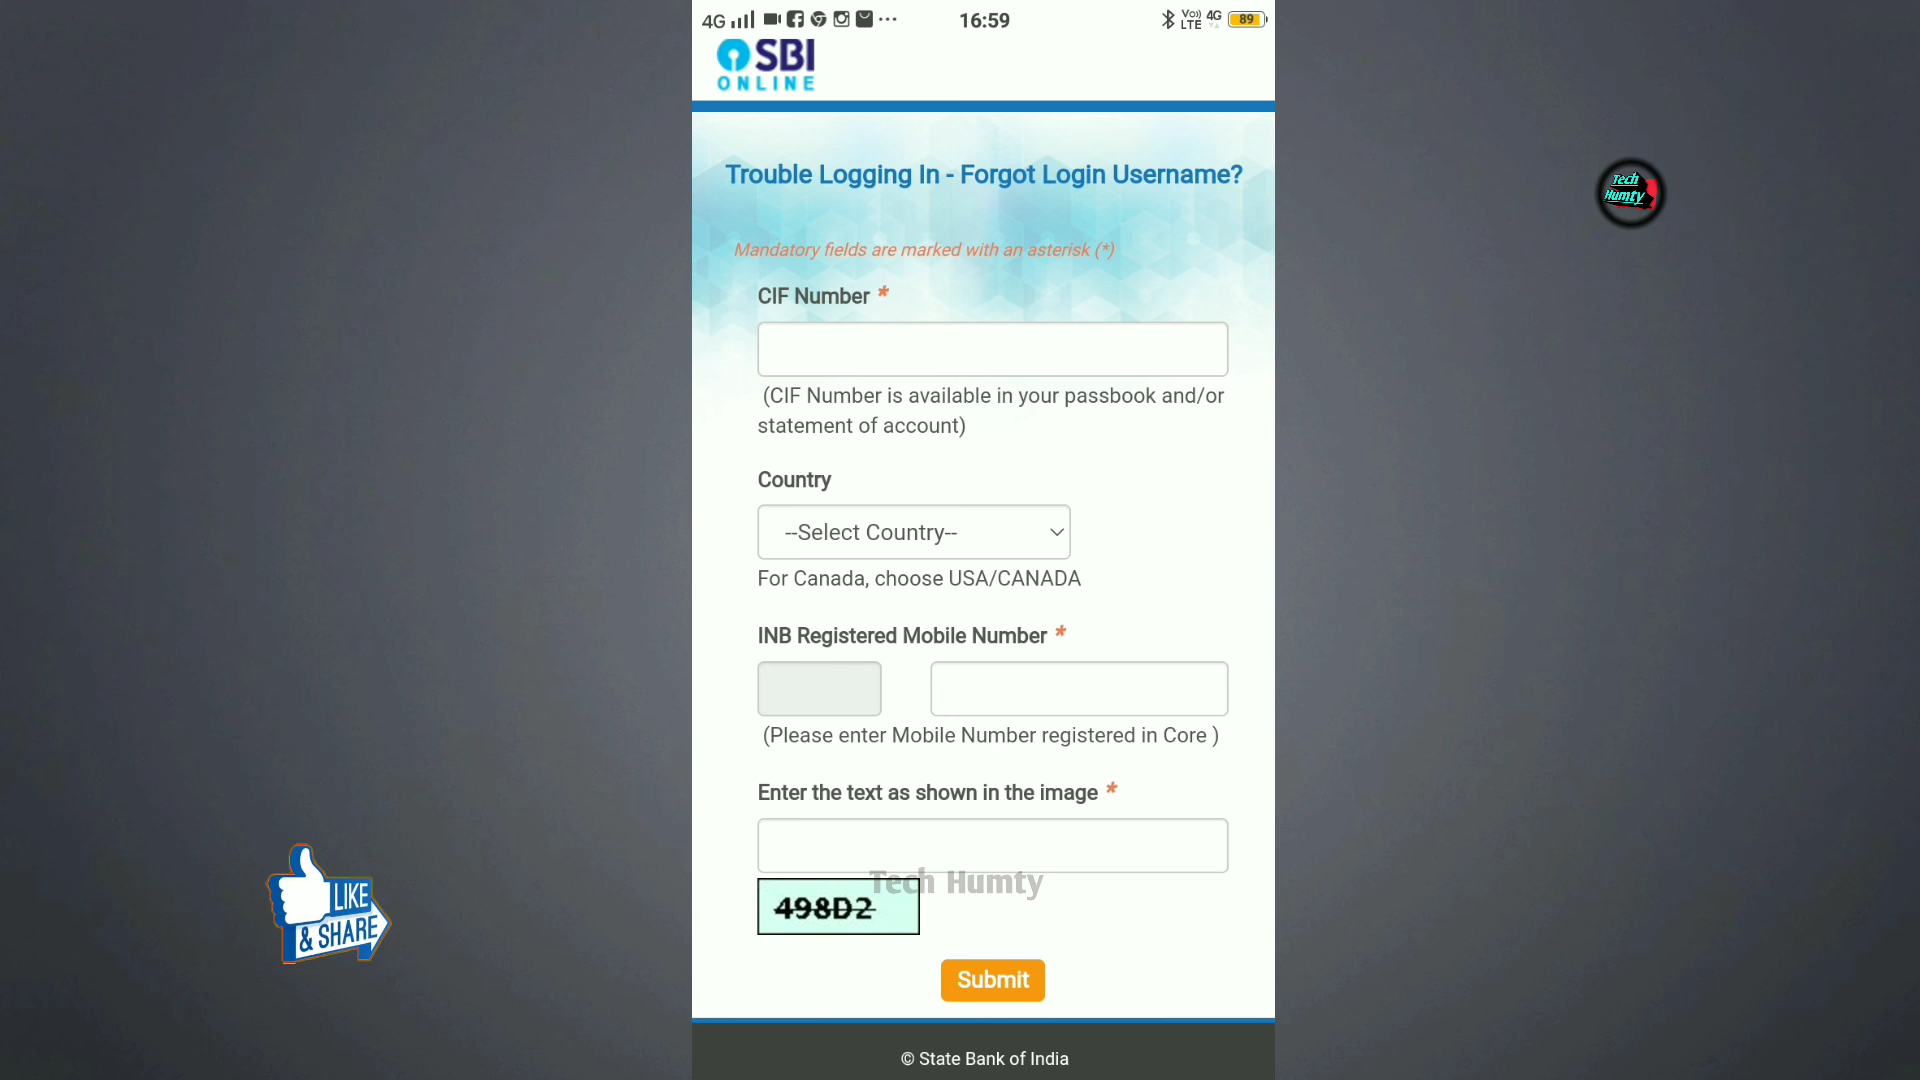 4G 16:59 Vo)) LTE 4G 89
SBI
ONLINE
Trouble Logging In - Forgot Login Username?
Tech
Humty
Mandatory fields are marked with an asterisk (*)
CIF Number *
(CIF Number is available in your passbook and/or
statement of account)
Country
--Select Country--
For Canada, choose USA/CANADA
INB Registered Mobile Number *
(Please enter Mobile Number registered in Core )
Enter the text as shown in the image *
Tech Humty
498D2
LIKE
& SHARE
Submit
© State Bank of India